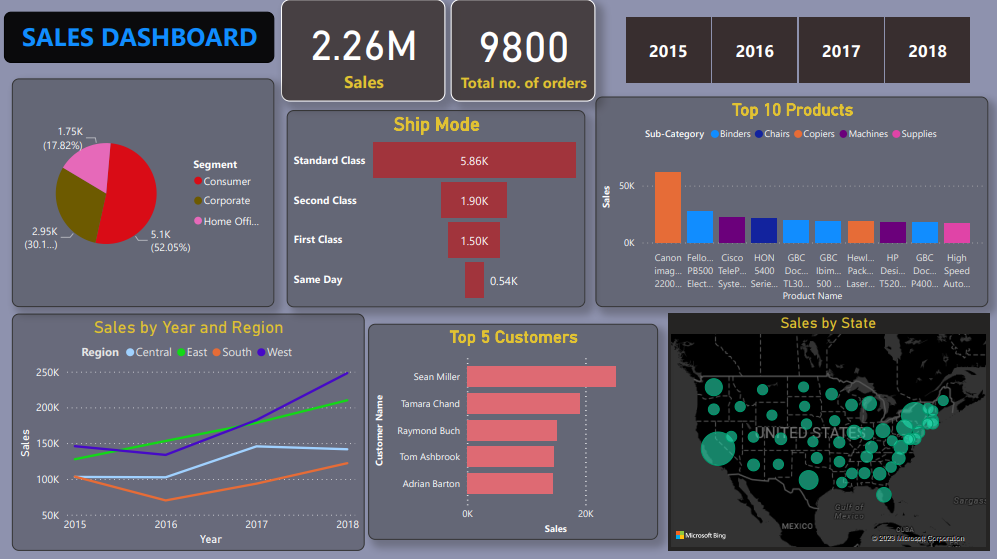 SALES DASHBOARD
2.26M
Sales
9800
Total no. of orders
2015
2016
2017
2018
1.75K
(17.82%)
2.95K
(30.1...)
5.1K
(52.05%)
Segment
Consumer
Corporate
Home Offi...
Ship Mode
Standard Class
5.86K
Second Class
1.90K
First Class
1.50K
Same Day
0.54K
Top 10 Products
Sub-Category Binders Chairs Copiers Machines Supplies
Sales
50K
0K
Canon imag... 2200...
Fello... PB500 Elect...
Cisco TeleP... Syste...
HON 5400 Serie...
GBC Doc... TL30...
GBC Ibim... 500 ...
Hewl... Pack... Laser...
HP Desi... T520...
GBC Doc... P400...
High Speed Auto...
Product Name
Sales by Year and Region
Region Central East South West
Sales
250K
200K
150K
100K
50K
2015 2016 2017 2018
Year
Top 5 Customers
Customer Name
Sean Miller
Tamara Chand
Raymond Buch
Tom Ashbrook
Adrian Barton
0K 20K
Sales
Sales by State
UNITED STATES
MEXICO
Gulf of
Mexico
CUBA
Sargass
Microsoft Bing
© 2023 Microsoft Corporation